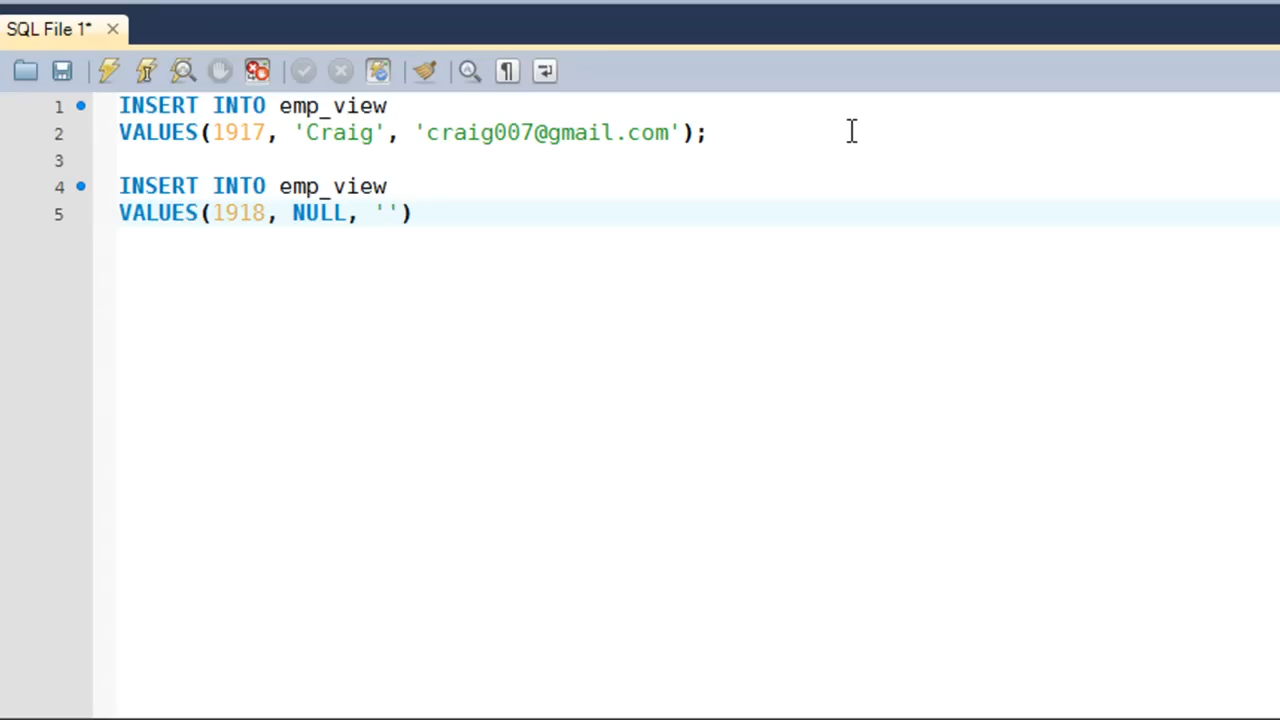 SQL File 1*
1 INSERT INTO emp_view
2 VALUES(1917, 'Craig', 'craig007@gmail.com');
3
4 INSERT INTO emp_view
5 VALUES(1918, NULL, '')